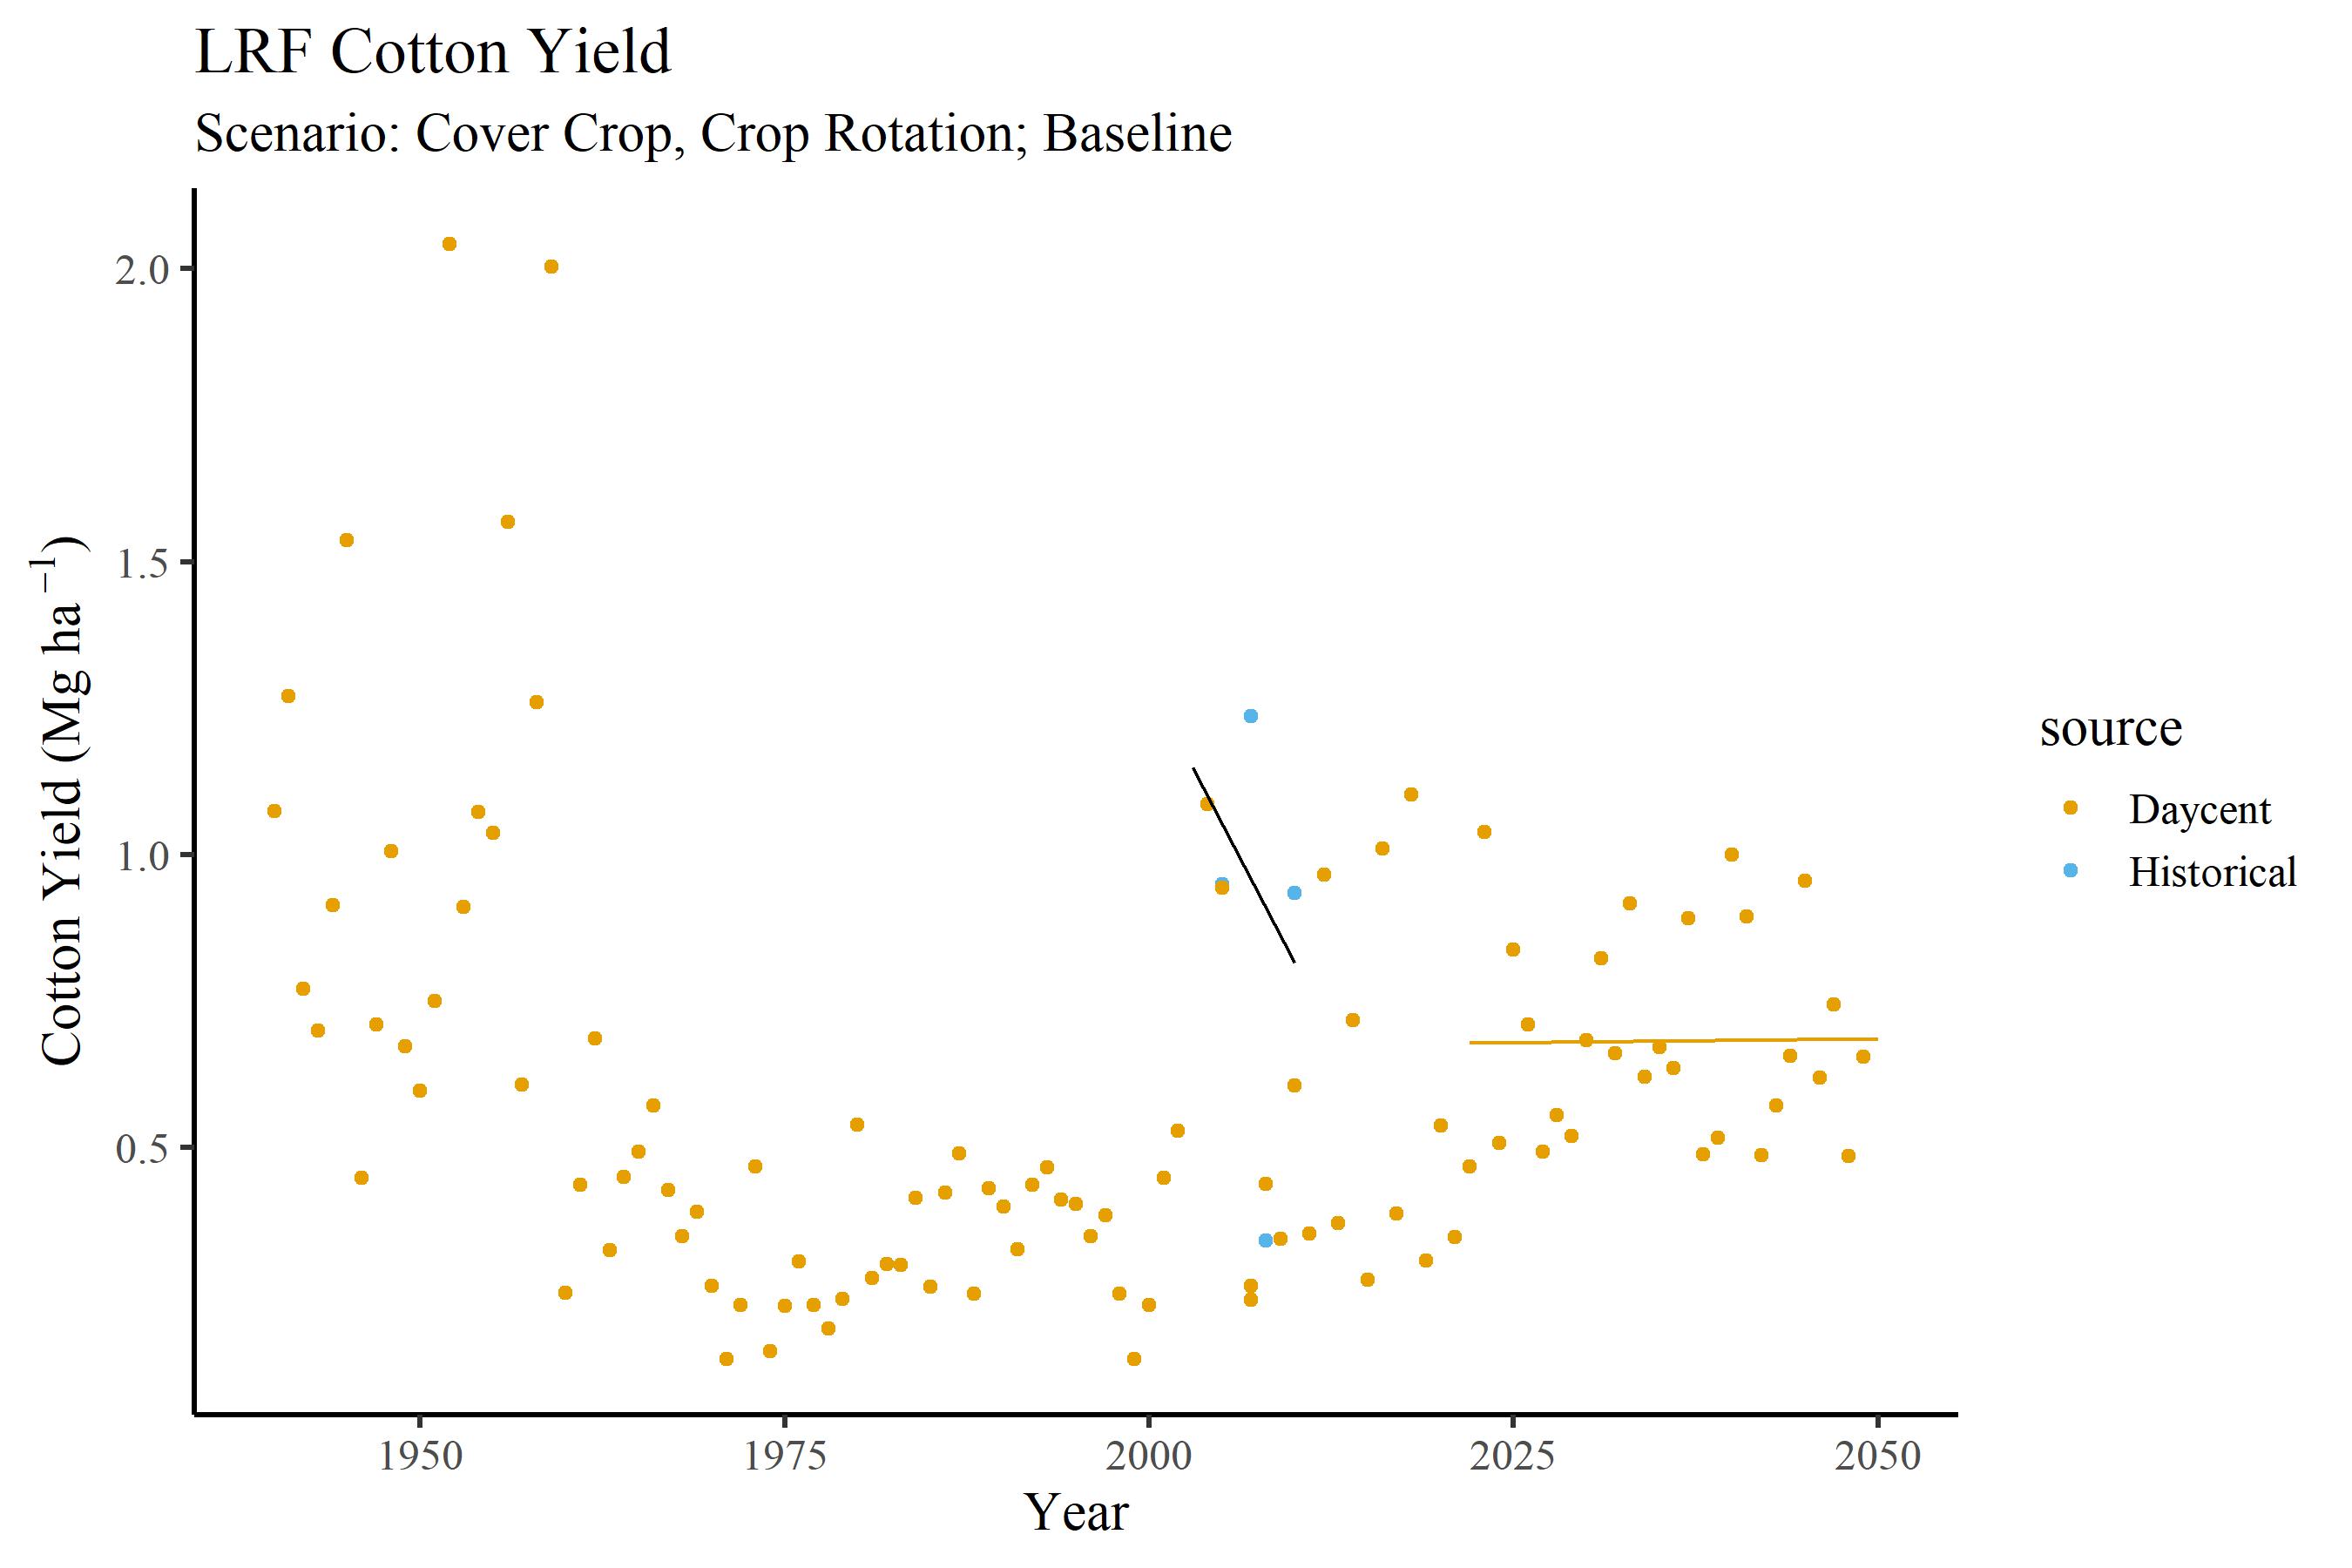 LRF Cotton Yield
Scenario: Cover Crop, Crop Rotation; Baseline
Cotton Yield (Mg ha⁻¹)
2.0
1.5
1.0
0.5
1950 1975 2000 2025 2050
Year
source
Daycent
Historical